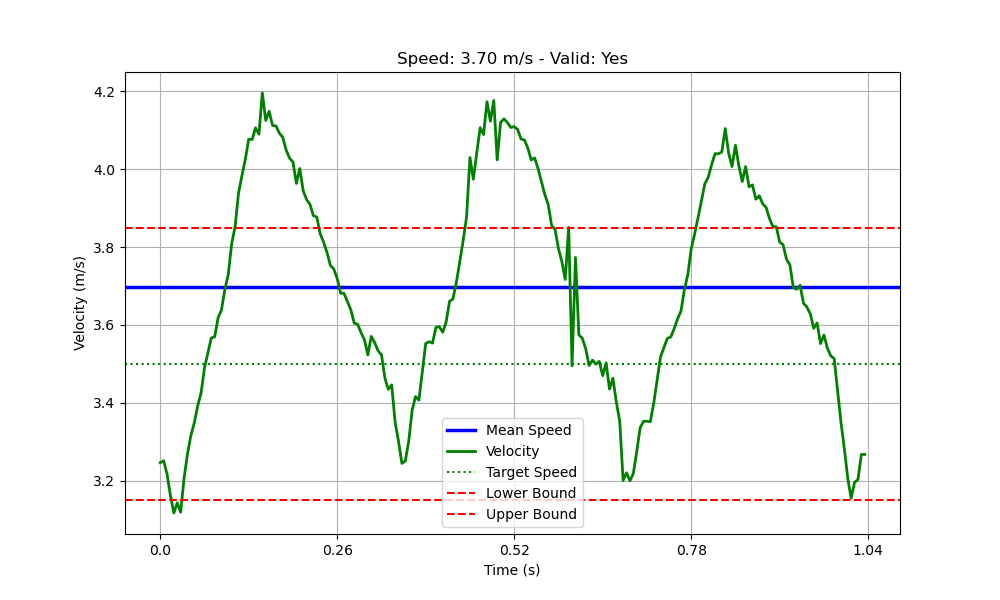 Speed: 3.70 m/s - Valid: Yes
Velocity (m/s)
4.2
4.0
3.8
3.6
3.4
3.2
Mean Speed
Velocity
Target Speed
Lower Bound
Upper Bound
0.0 0.26 0.52 0.78 1.04
Time (s)